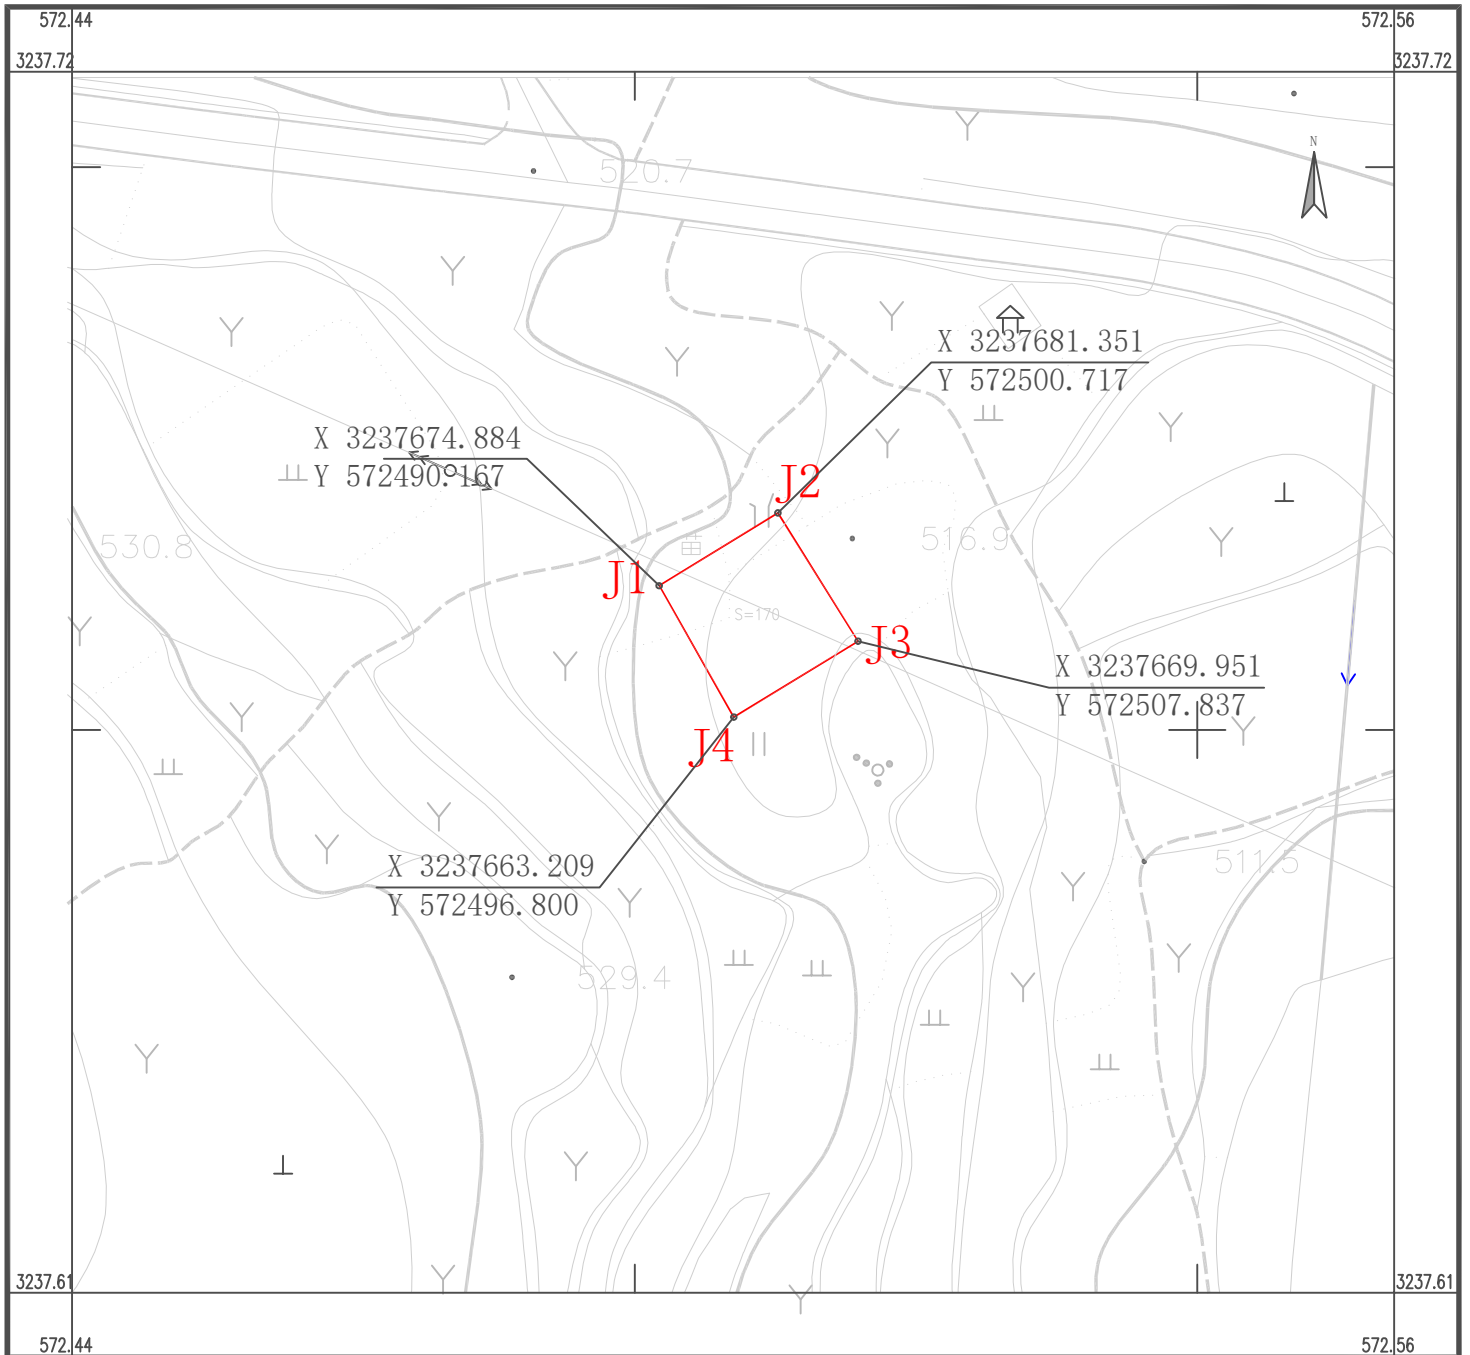 572.44
572.56
3237.72
3237.72
N
520.7
X 3237681.351
Y 572500.717
X 3237674.884
Y 572490.167
J2
530.8
苗
516.9
J1
S=170
J3
X 3237669.951
Y 572507.837
J4
511.5
X 3237663.209
Y 572496.800
529.4
3237.61
3237.61
572.44
572.56